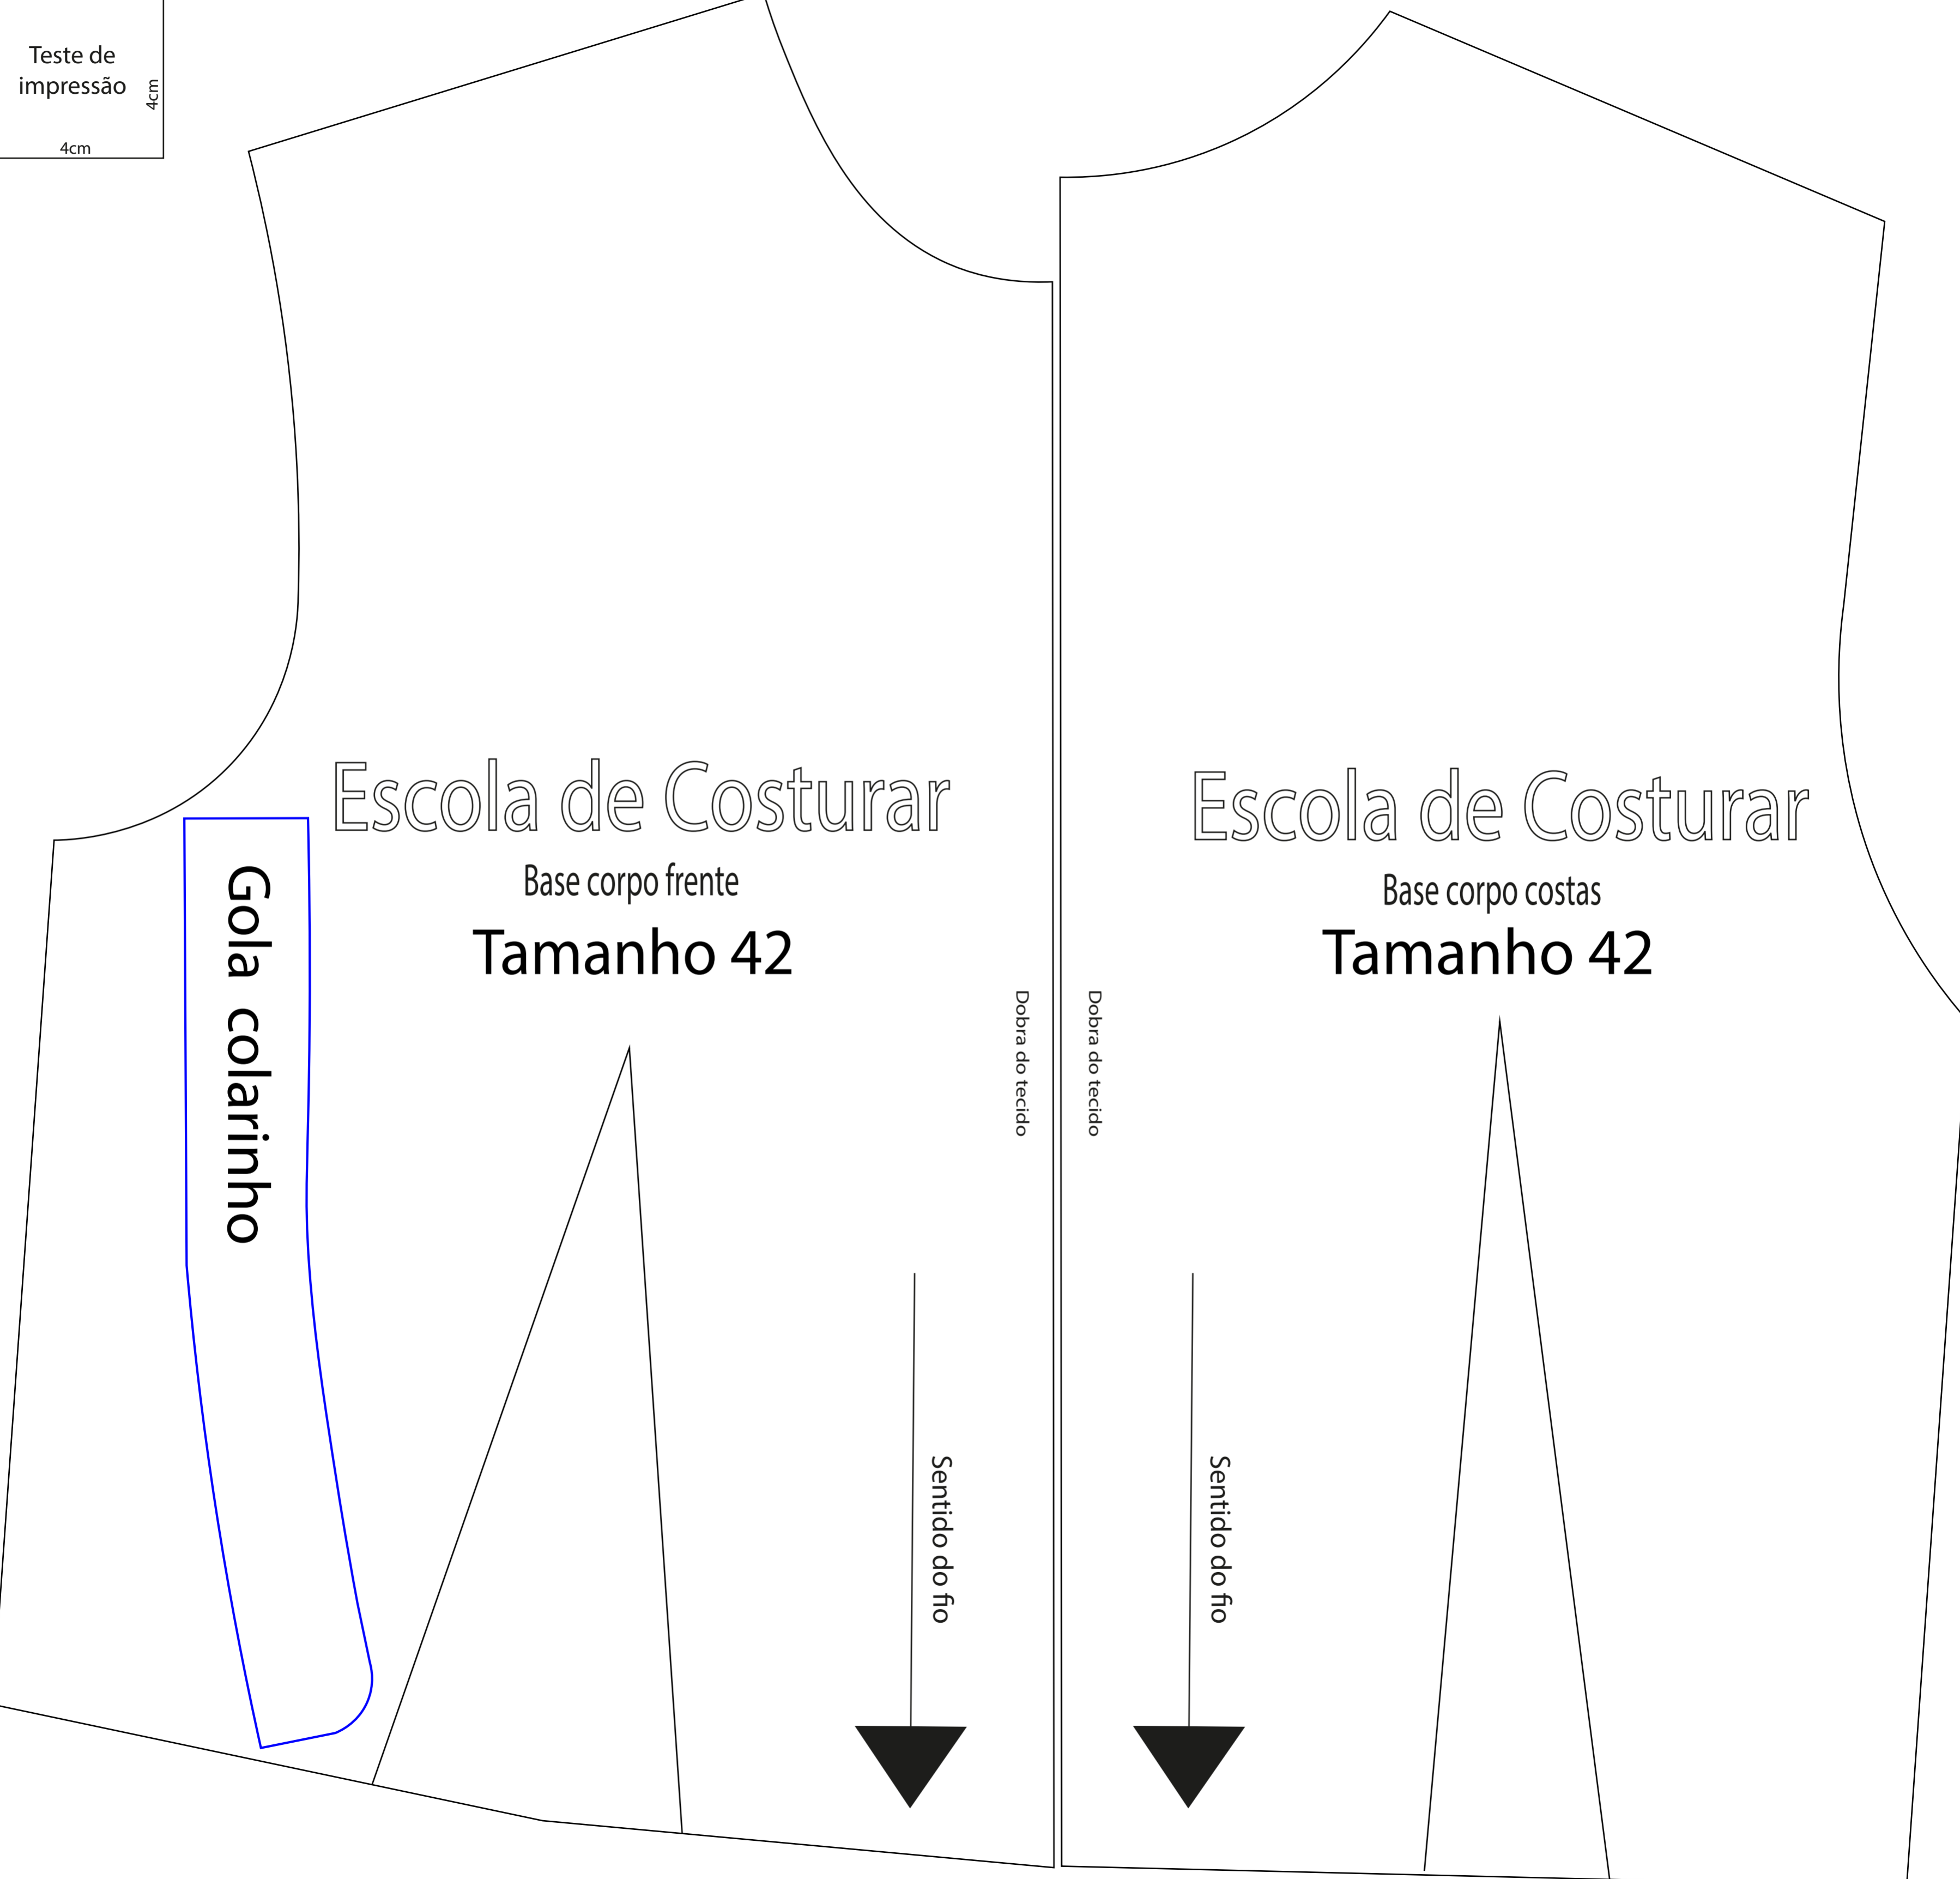 Teste de
impressão
4cm
4cm
Escola de Costurar
Base corpo frente
Tamanho 42
Gola colarinho
Dobra do tecido
Sentido do fio
Escola de Costurar
Base corpo costas
Tamanho 42
Dobra do tecido
Sentido do fio